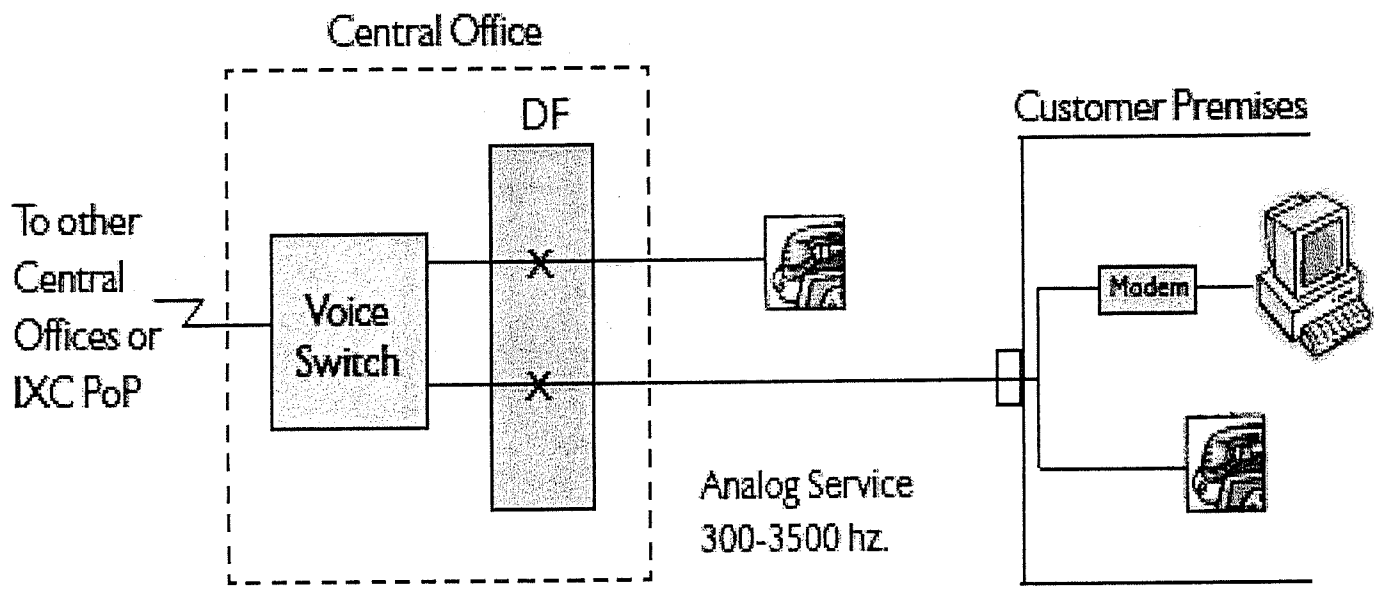 Central Office
DF
Customer Premises
To other
Central
Offices or
IXC PoP
Voice
Switch
X
X
Modem
Analog Service
300-3500 hz.